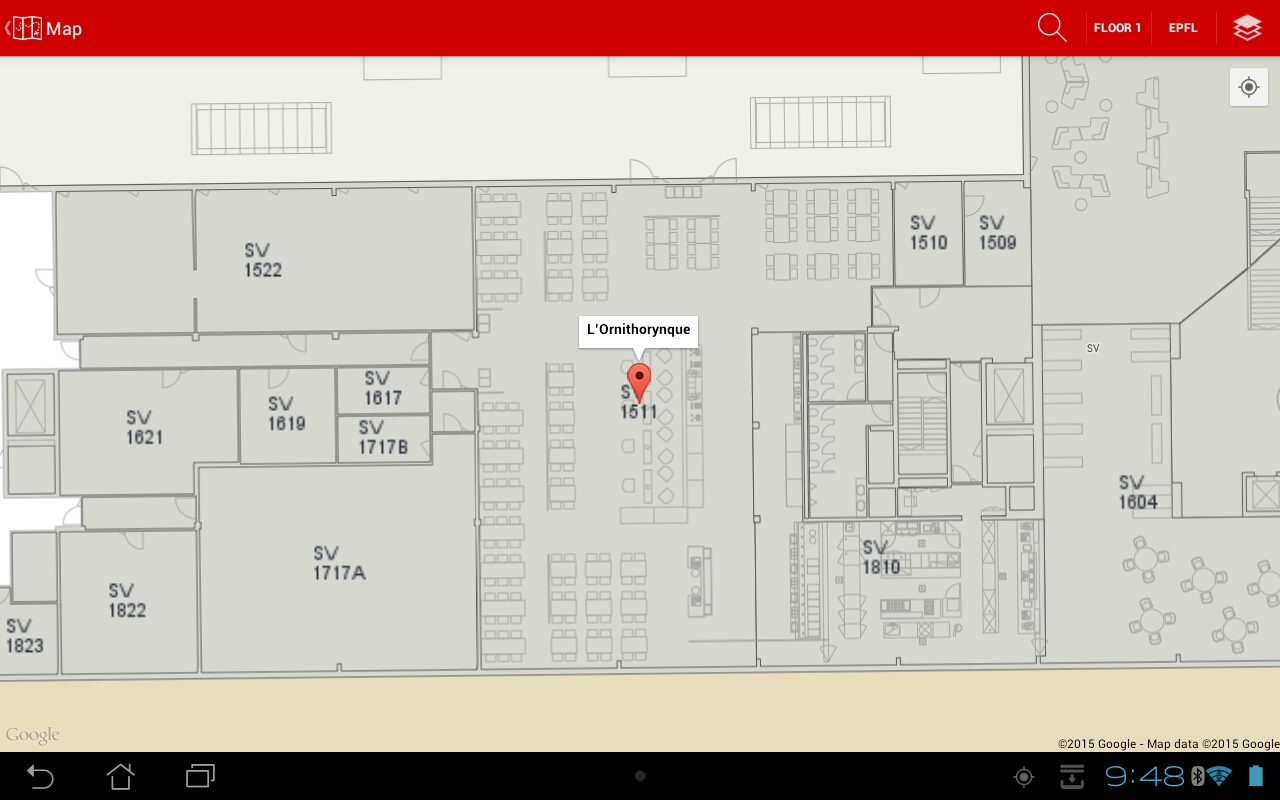 Map
FLOOR 1
EPFL
SV
1522
SV
1510
SV
1509
L'Ornithorynque
SV
SV
1617
SV
1621
SV
1619
SV
1717B
1511
SV
1604
SV
1717A
SV
1810
SV
1822
SV
1823
Google
©2015 Google - Map data ©2015 Google
9:48